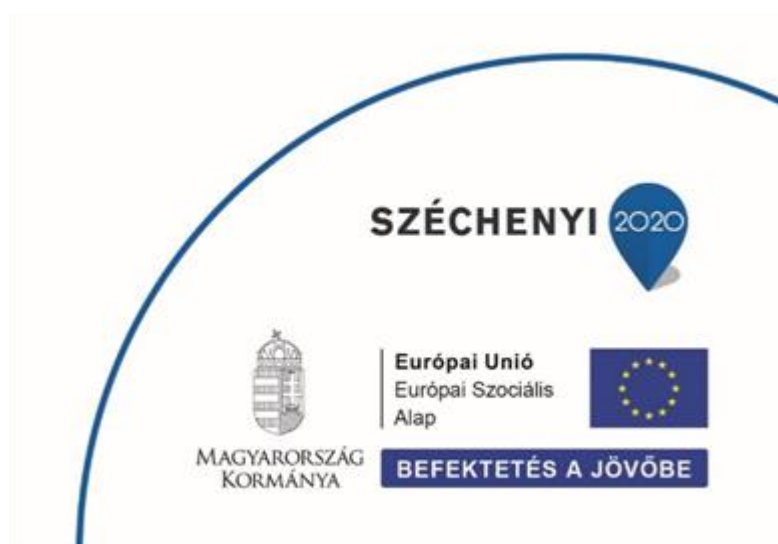 SZÉCHENYI 2020
Európai Unió
Európai Szociális
Alap
MAGYARORSZÁG
KORMÁNYA
BEFEKTETÉS A JÖVŐBE